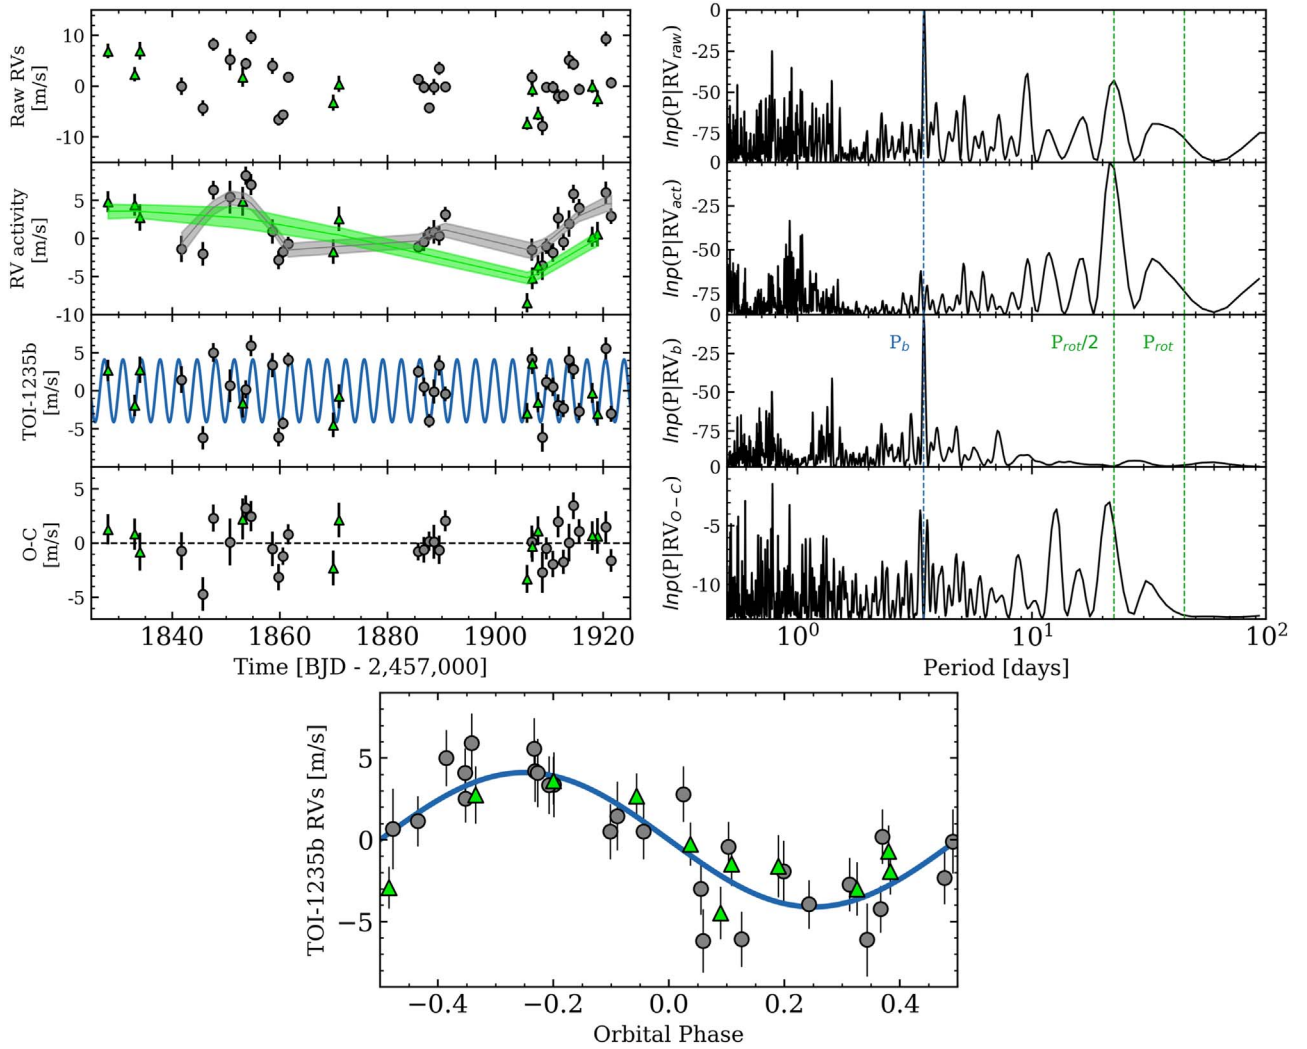 Raw RVs
[m/s]
10
0
-10
RV activity
[m/s]
5
0
-5
-10
TOI-1235b
[m/s]
5
0
-5
O-C
[m/s]
5
0
-5
1840 1860 1880 1900 1920
Time [BJD - 2,457,000]
lnp(P|RV_raw)
0
-25
-50
-75
0
lnp(P|RV_act)
-25
-50
-75
0
lnp(P|RV_b)
P_b P_rot/2 P_rot
-25
-50
-75
0
lnp(P|RV_O−C)
-5
-10
10^0 10^1 10^2
Period [days]
TOI-1235b RVs [m/s]
5
0
−5
−0.4 −0.2 0.0 0.2 0.4
Orbital Phase